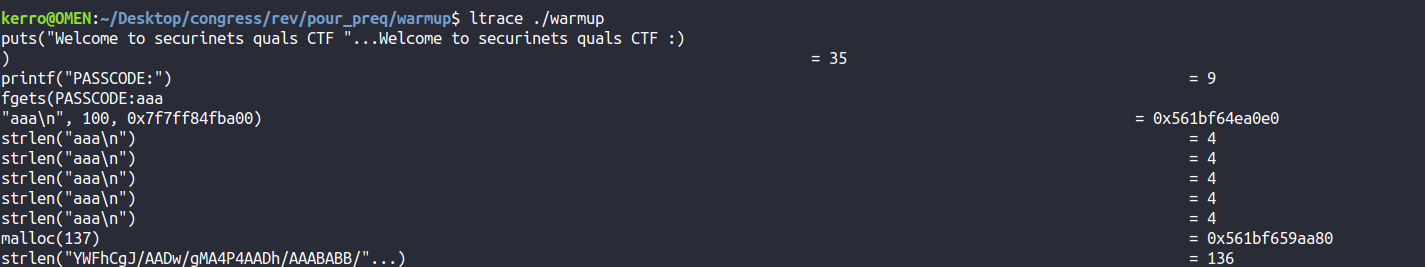 kerro@OMEN:~/Desktop/congress/rev/pour_preq/warmup$ ltrace ./warmup
puts("Welcome to securinets quals CTF "...Welcome to securinets quals CTF :)
) = 35
printf("PASSCODE:") = 9
fgets(PASSCODE:aaa
"aaa\n", 100, 0x7f7ff84fba00) = 0x561bf64ea0e0
strlen("aaa\n") = 4
strlen("aaa\n") = 4
strlen("aaa\n") = 4
strlen("aaa\n") = 4
strlen("aaa\n") = 4
malloc(137) = 0x561bf659aa80
strlen("YWFhCgJ/AADw/gMA4P4AADh/AAABABB/"...) = 136